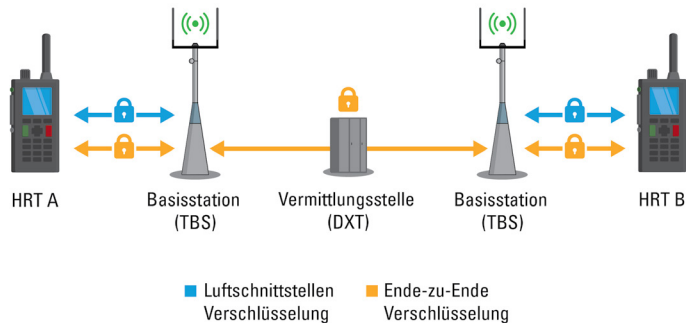 HRT A
Basisstation
(TBS)
Vermittlungsstelle
(DXT)
Basisstation
(TBS)
HRT B
Luftschnittstellen
Verschlüsselung
Ende-zu-Ende
Verschlüsselung